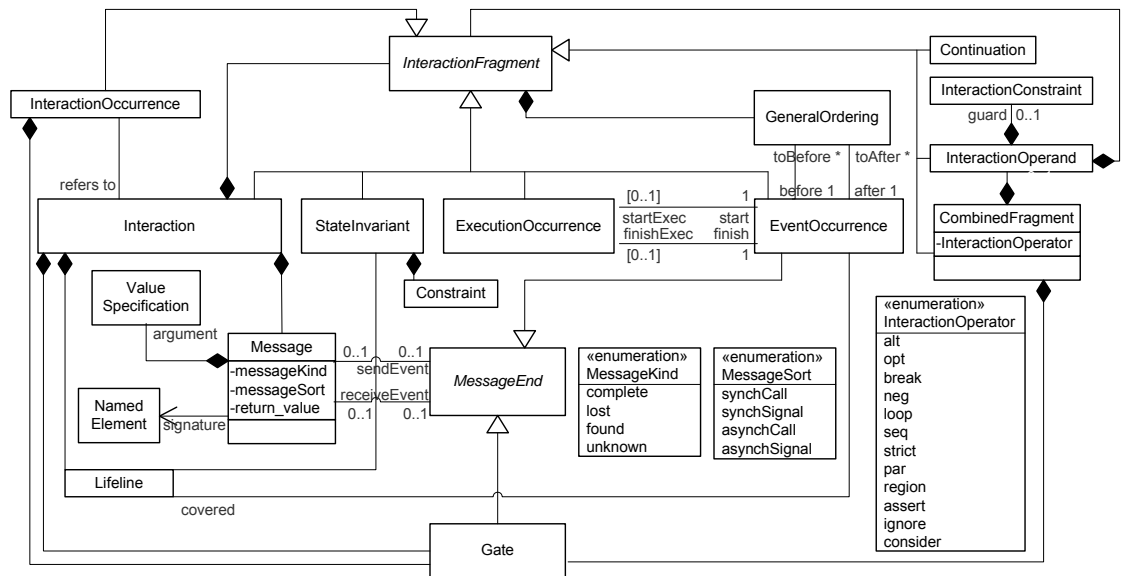 InteractionFragment
Continuation
InteractionOccurrence
InteractionConstraint
GeneralOrdering
guard 0..1
toBefore *
toAfter *
InteractionOperand
refers to
[0..1]
1
before 1
after 1
Interaction
StateInvariant
ExecutionOccurrence
startExec
start
finishExec
finish
[0..1]
1
EventOccurrence
CombinedFragment
-InteractionOperator
Value
Specification
Constraint
argument
«enumeration»
InteractionOperator
alt
opt
break
neg
loop
seq
strict
par
region
assert
ignore
consider
Message
-messageKind
-messageSort
-return_value
0..1
0..1
sendEvent
receiveEvent
0..1
0..1
MessageEnd
«enumeration»
MessageKind
complete
lost
found
unknown
«enumeration»
MessageSort
synchCall
synchSignal
asynchCall
asynchSignal
Named
Element
signature
Lifeline
covered
Gate